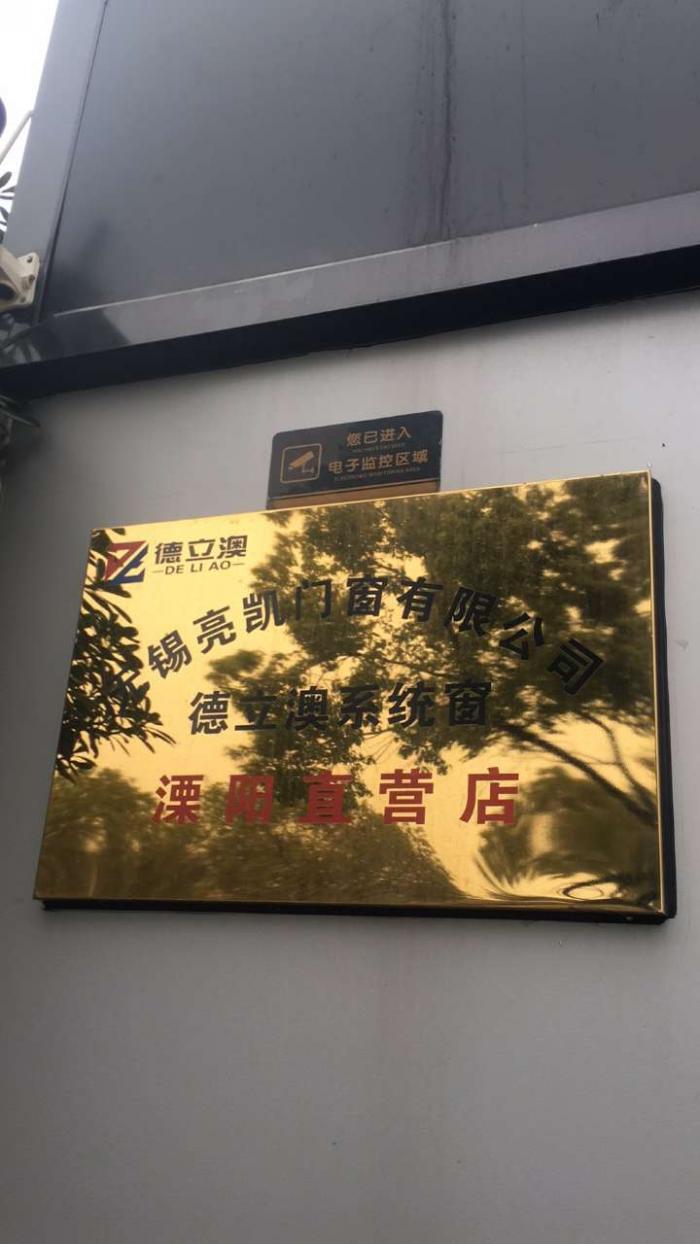 您已进入
电子监控区域
德立澳
DE LI AO
无锡亮凯门窗有限公司
德立澳系统窗
溧阳直营店